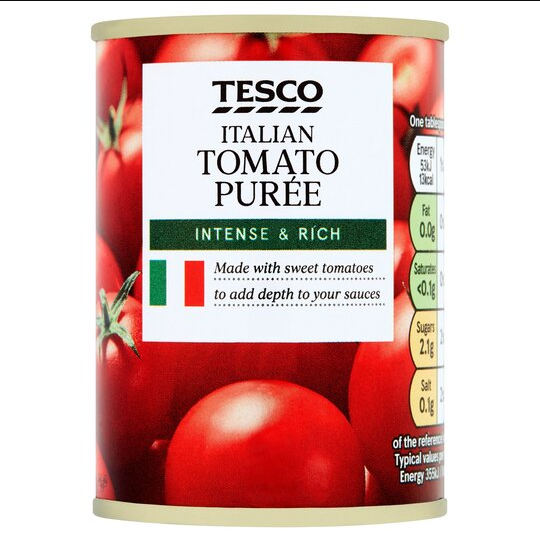 TESCO
ITALIAN
TOMATO
PURÉE
INTENSE & RICH
Made with sweet tomatoes
to add depth to your sauces
One
Energy
53kJ
13kcal
Fat
0.0g
Saturates
<0.1g
Sugars
2.1g
Salt
0.1g
of the reference
Typical values
Energy 355kJ